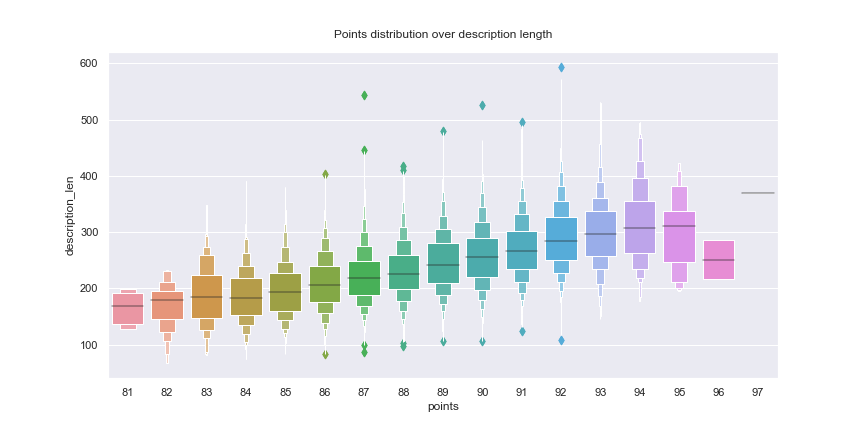 Points distribution over description length
600
500
400
300
200
100
description_len
81 82 83 84 85 86 87 88 89 90 91 92 93 94 95 96 97
points